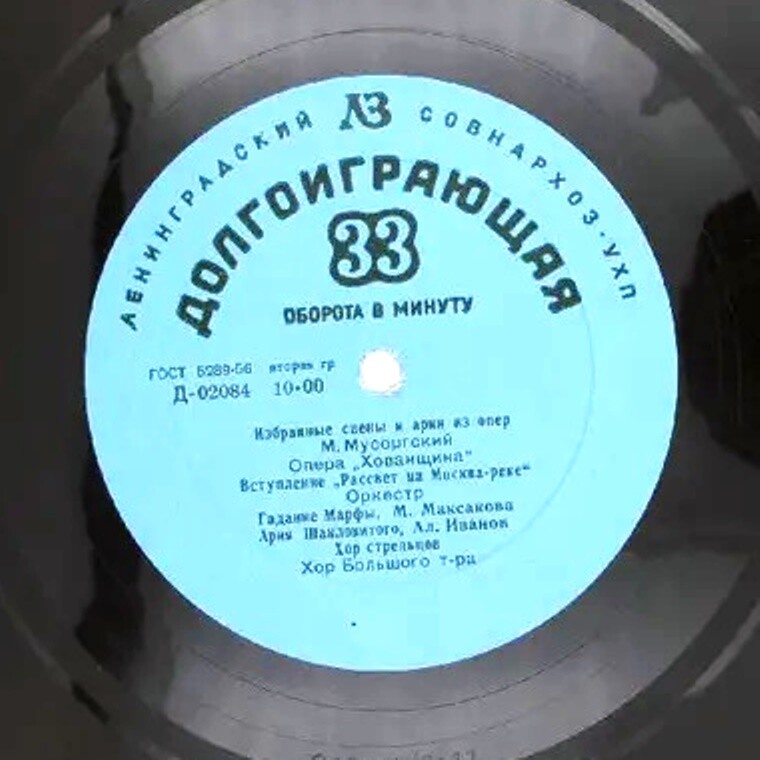 ЛЕНИНГРАДСКИЙ ЛЗ СОВНАРХОЗ·УХП
ДОЛГОИГРАЮЩАЯ
33
ОБОРОТА В МИНУТУ
ГОСТ 5289-56 вторая гр
Д-02084 10-00
Избранные сцены и арии из опер
М. Мусоргский
Опера „Хованщина“
Вступление „Рассвет на Москва-реке“
Оркестр
Гадание Марфы, М. Максакова
Ария Шакловитого, Ал. Иванов
Хор стрельцов
Хор Большого т-ра